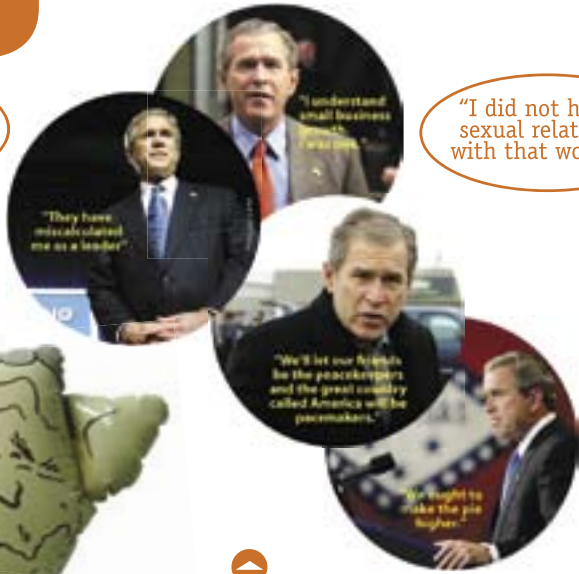 "I understand
small business
growth.
I was one."
"They have
miscalculated
me as a leader"
"We'll let our friends
be the peacekeepers
and the great country
called America will be
pacemakers."
"We ought to
make the pie
higher."
"I did not h
sexual relati
with that wo